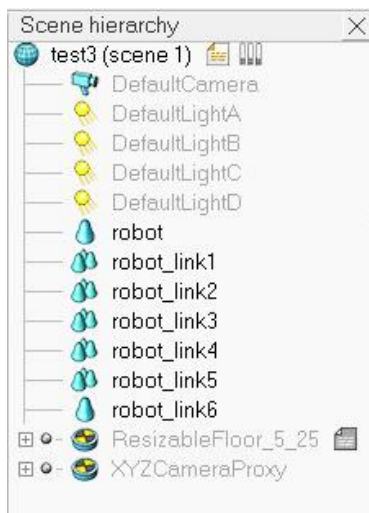 Scene hierarchy
test3 (scene 1)
DefaultCamera
DefaultLightA
DefaultLightB
DefaultLightC
DefaultLightD
robot
robot_link1
robot_link2
robot_link3
robot_link4
robot_link5
robot_link6
ResizableFloor_5_25
XYZCameraProxy